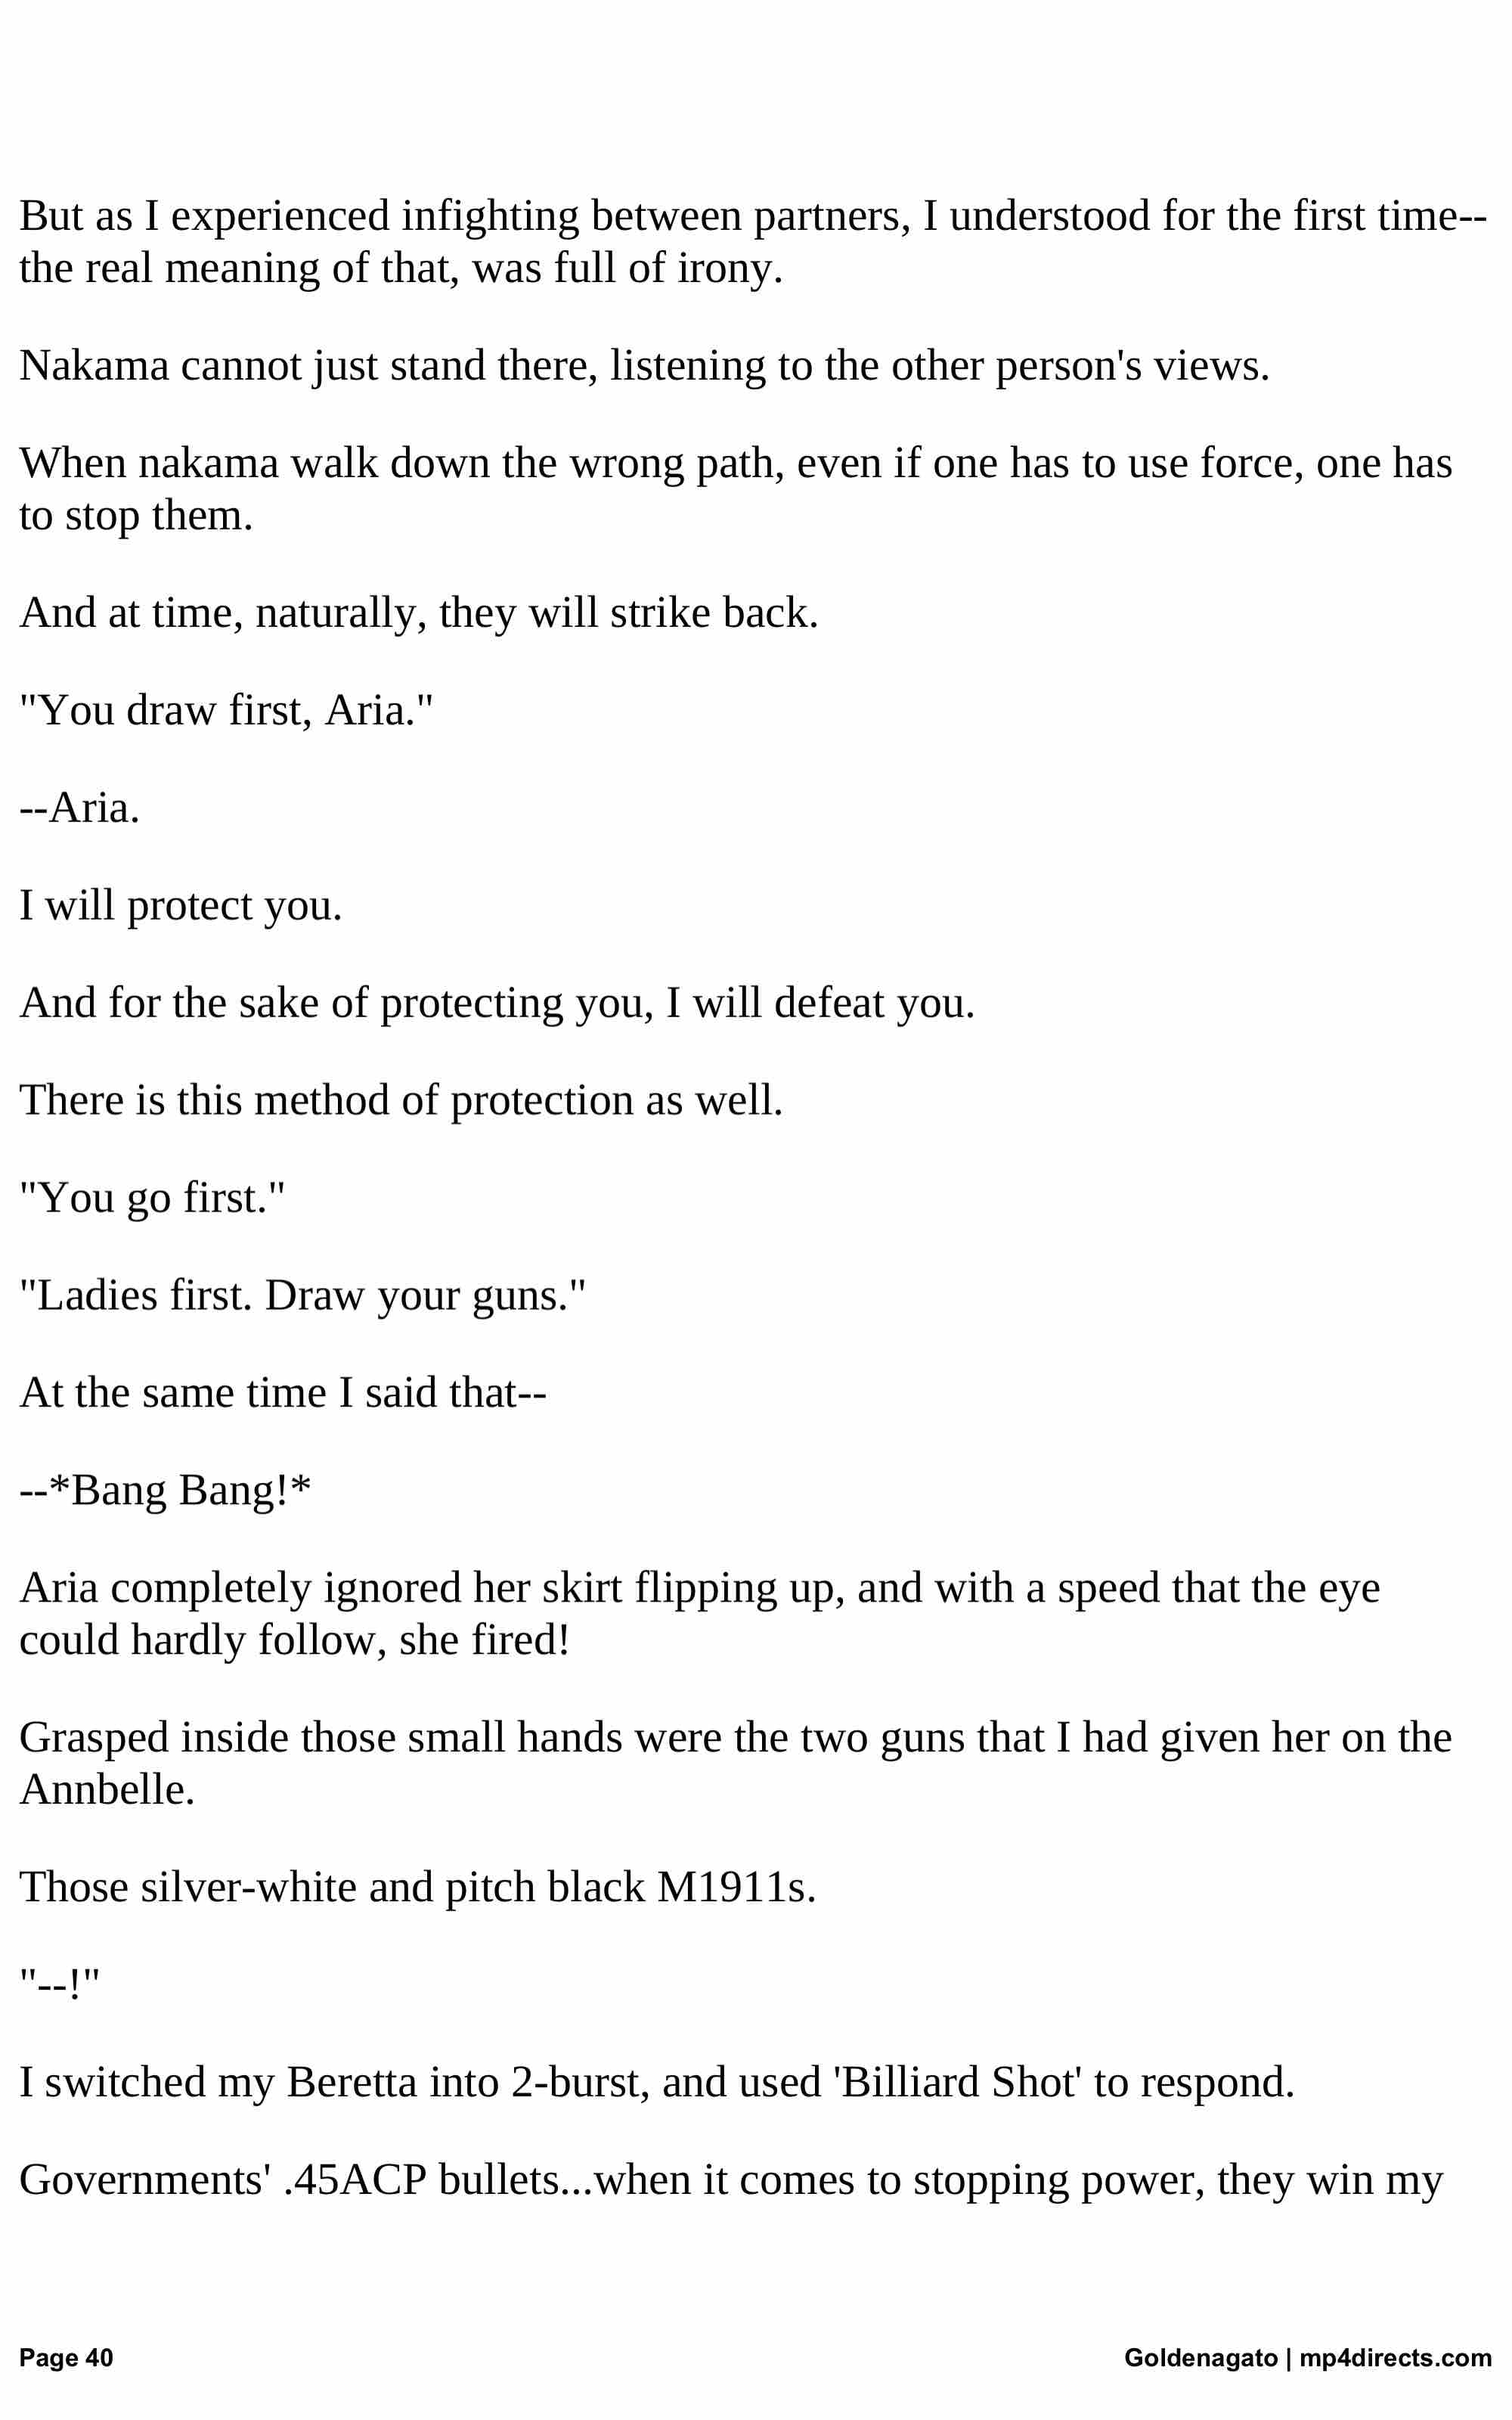 But as I experienced infighting between partners, I understood for the first time--
the real meaning of that, was full of irony.
Nakama cannot just stand there, listening to the other person's views.
When nakama walk down the wrong path, even if one has to use force, one has
to stop them.
And at time, naturally, they will strike back.
"You draw first, Aria."
--Aria.
I will protect you.
And for the sake of protecting you, I will defeat you.
There is this method of protection as well.
"You go first."
"Ladies first. Draw your guns."
At the same time I said that--
--*Bang Bang!*
Aria completely ignored her skirt flipping up, and with a speed that the eye
could hardly follow, she fired!
Grasped inside those small hands were the two guns that I had given her on the
Annbelle.
Those silver-white and pitch black M1911s.
"--!"
I switched my Beretta into 2-burst, and used 'Billiard Shot' to respond.
Governments' .45ACP bullets...when it comes to stopping power, they win my
Page 40
Goldenagato | mp4directs.com